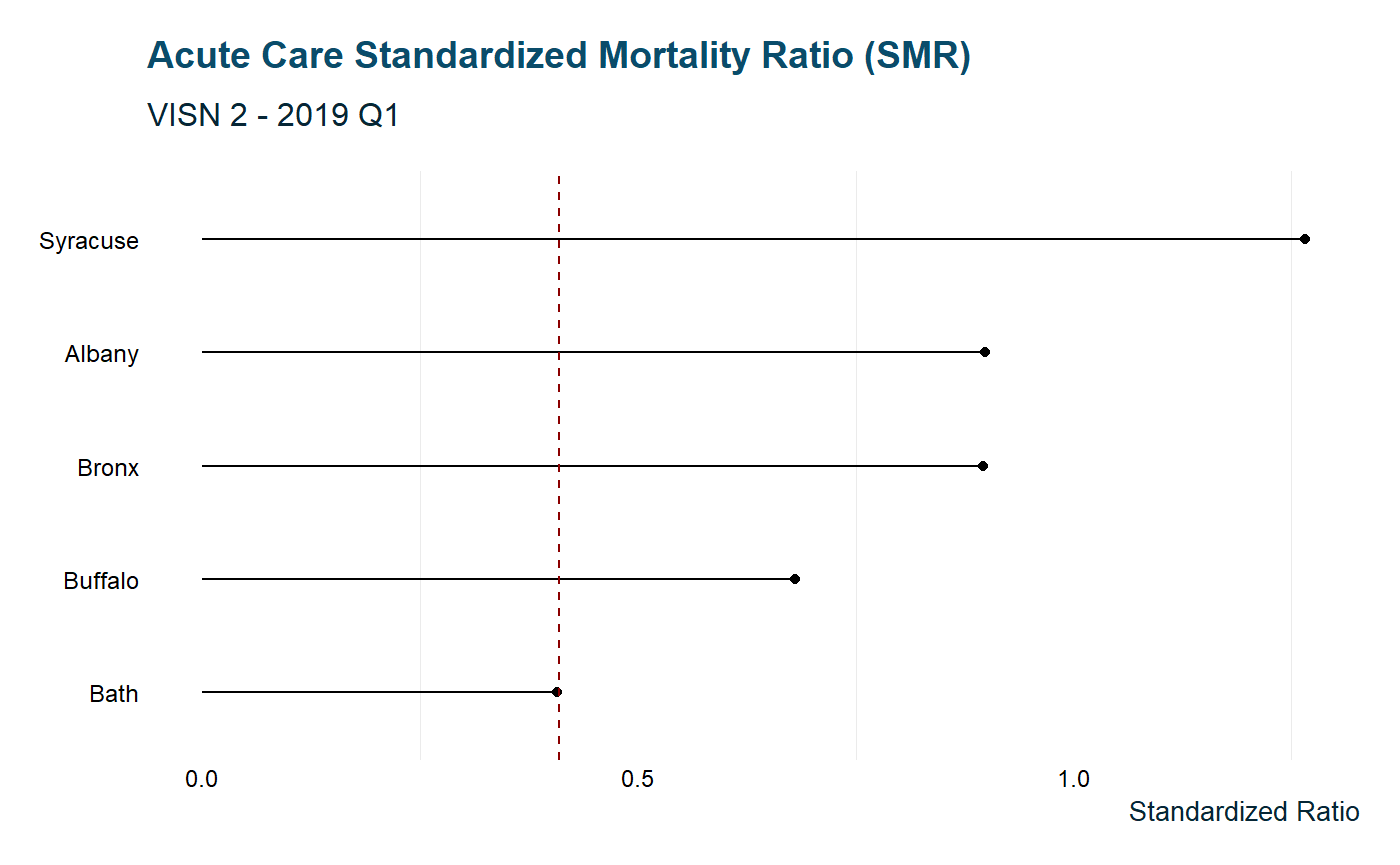 Acute Care Standardized Mortality Ratio (SMR)
VISN 2 - 2019 Q1
Syracuse
Albany
Bronx
Buffalo
Bath
0.0 0.5 1.0
Standardized Ratio